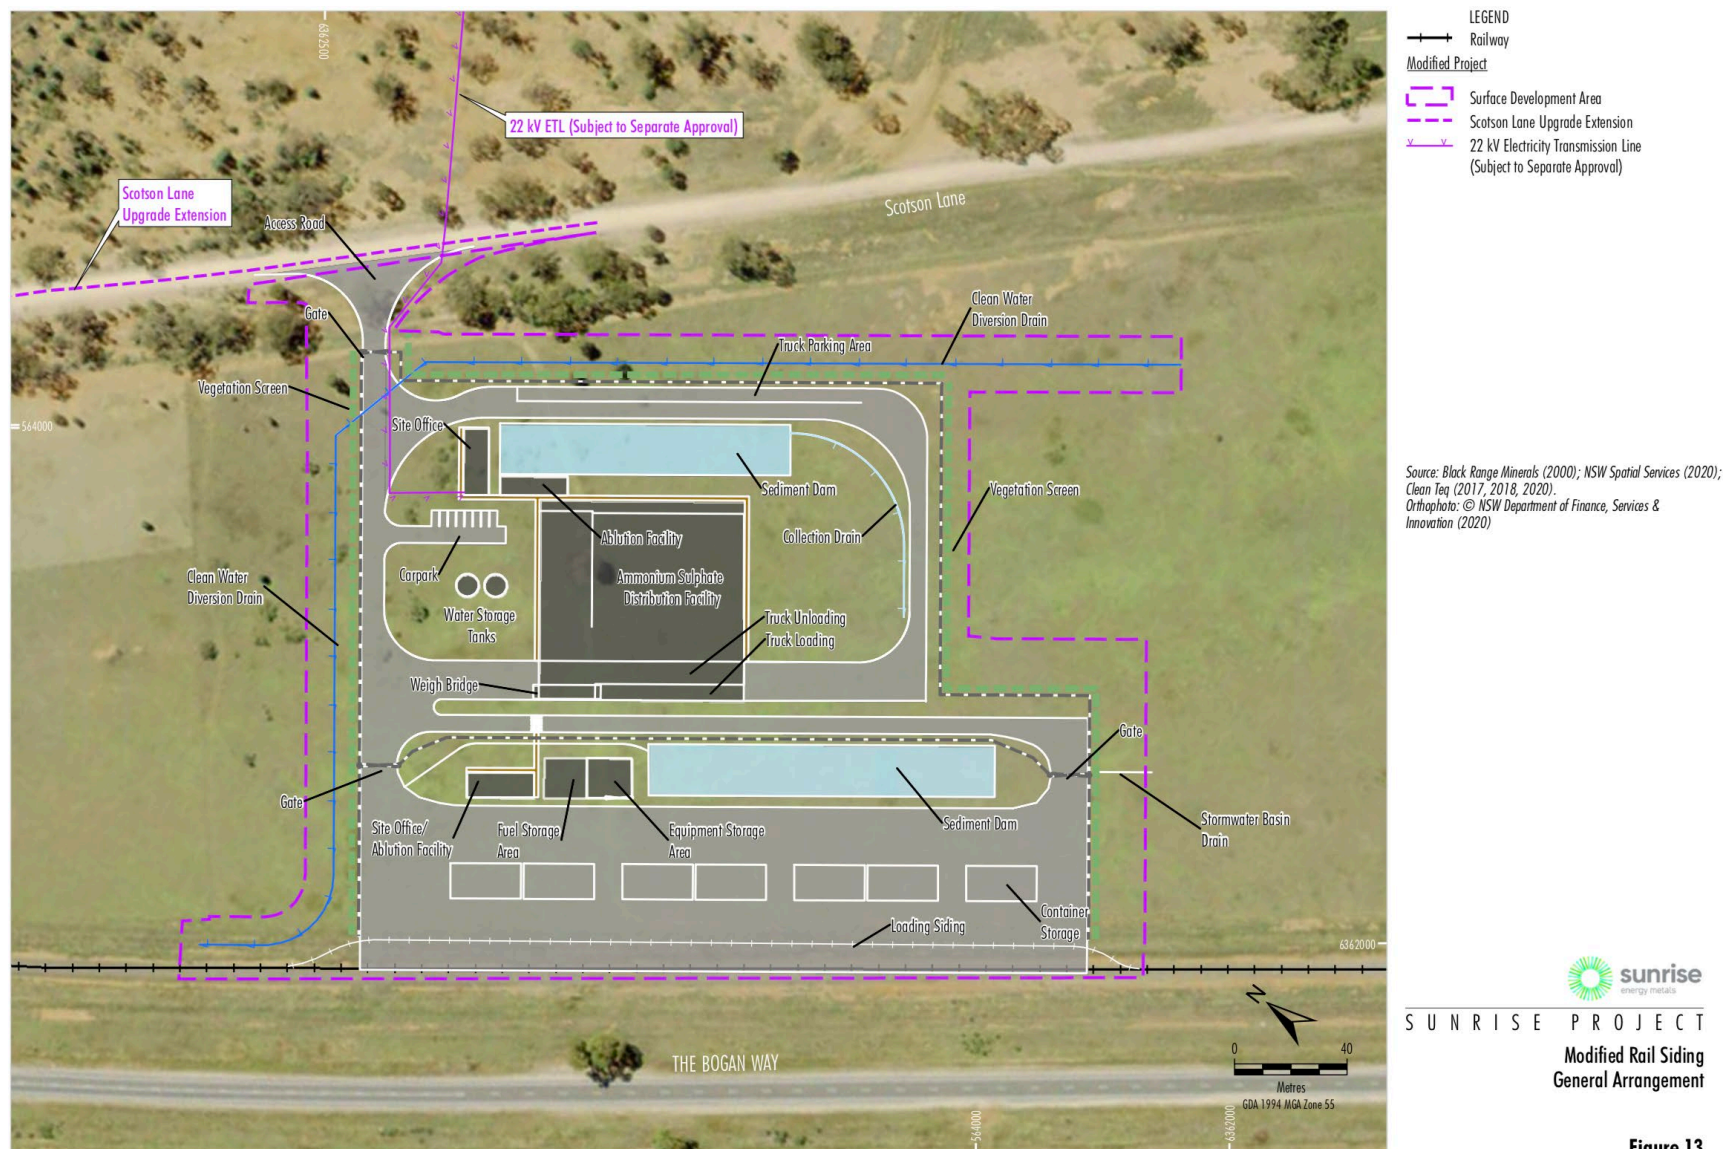 6362500
22 kV ETL (Subject to Separate Approval)
Scotson Lane
Upgrade Extension
Access Road
Scotson Lane
Gate
Clean Water
Diversion Drain
Truck Parking Area
Vegetation Screen
564000
Site Office
Sediment Dam
Vegetation Screen
Ablution Facility
Collection Drain
Carpark
Ammonium Sulphate
Distribution Facility
Clean Water
Diversion Drain
Water Storage
Tanks
Truck Unloading
Truck Loading
Weigh Bridge
Gate
Gate
Site Office/
Ablution Facility
Fuel Storage
Area
Equipment Storage
Area
Sediment Dam
Stormwater Basin
Drain
Container
Storage
Loading Siding
6362000
THE BOGAN WAY
N
0 40
Metres
GDA 1994 MGA Zone 55
564000
6362000
LEGEND
Railway
Modified Project
Surface Development Area
Scotson Lane Upgrade Extension
22 kV Electricity Transmission Line
(Subject to Separate Approval)
Source: Black Range Minerals (2000); NSW Spatial Services (2020);
Clean Teq (2017, 2018, 2020).
Orthophoto: © NSW Department of Finance, Services &
Innovation (2020)
sunrise
energy metals
SUNRISE PROJECT
Modified Rail Siding
General Arrangement
Figure 13